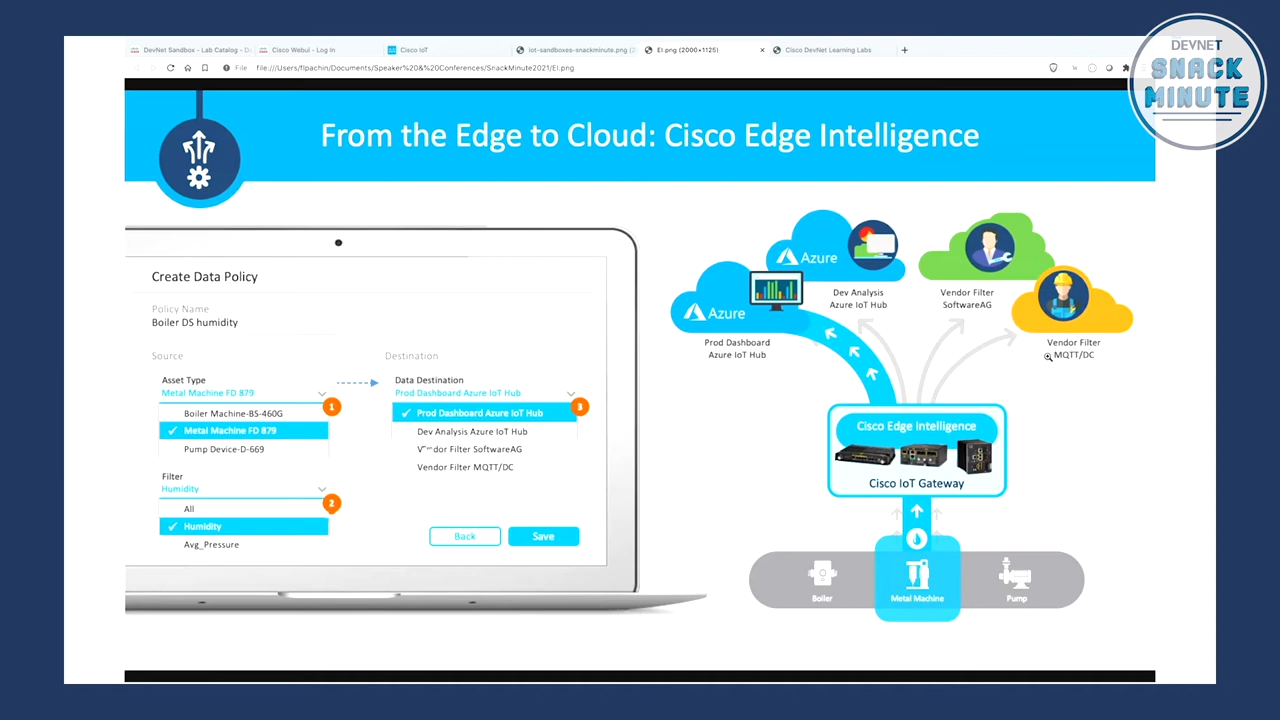 DevNet Sandbox - Lab Catalog - D
Cisco WebUI - Log In
Cisco IoT
iot-sandboxes-snackminute.png (2
EI.png (2000×1125)
Cisco DevNet Learning Labs
File
file:///Users/flpachin/Documents/Speaker%20&%20Conferences/SnackMinute2021/EI.png
DEVNET
SNACK
MINUTE
From the Edge to Cloud: Cisco Edge Intelligence
Create Data Policy
Policy Name
Boiler DS humidity
Source
Destination
Asset Type
Metal Machine FD 879
1
Boiler Machine-BS-460G
Metal Machine FD 879
Pump Device-D-669
Filter
Humidity
2
All
Humidity
Avg_Pressure
Data Destination
Prod Dashboard Azure IoT Hub
3
Prod Dashboard Azure IoT Hub
Dev Analysis Azure IoT Hub
Filter SoftwareAG
Vendor Filter MQTT/DC
Back
Save
Azure
Dev Analysis
Azure IoT Hub
Azure
Prod Dashboard
Azure IoT Hub
Vendor Filter
SoftwareAG
Vendor Filter
MQTT/DC
Cisco Edge Intelligence
Cisco IoT Gateway
Boiler
Metal Machine
Pump